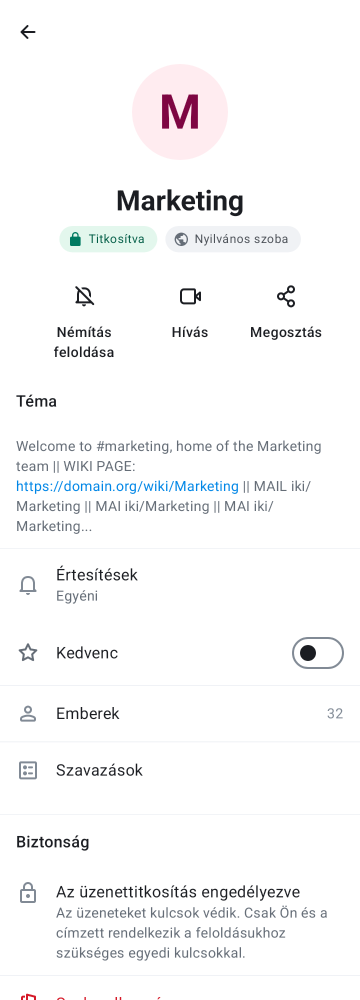 M
Marketing
Titkosítva
Nyilvános szoba
Némítás
feloldása
Hívás
Megosztás
Téma
Welcome to #marketing, home of the Marketing
team || WIKI PAGE:
https://domain.org/wiki/Marketing || MAIL iki/
Marketing || MAI iki/Marketing || MAI iki/
Marketing...
Értesítések
Egyéni
Kedvenc
Emberek
32
Szavazások
Biztonság
Az üzenettitkosítás engedélyezve
Az üzeneteket kulcsok védik. Csak Ön és a
címzett rendelkezik a feloldásukhoz
szükséges egyedi kulcsokkal.